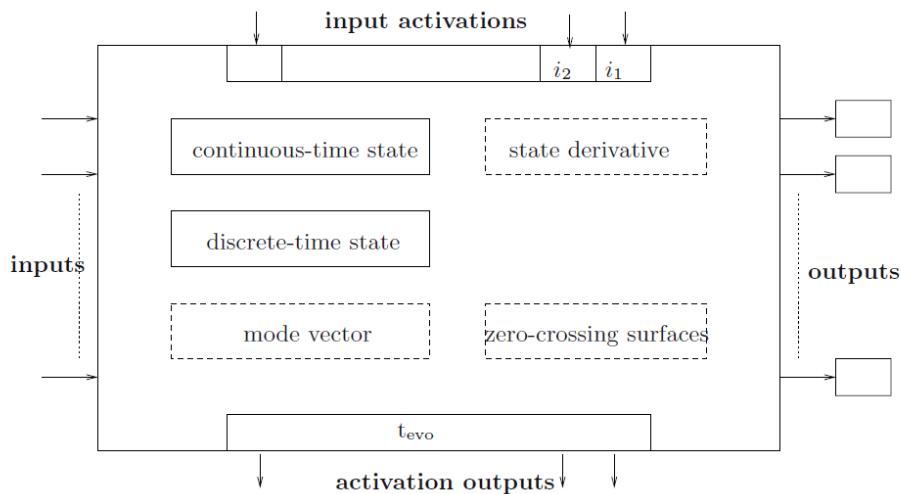 input activations
i₂ i₁
continuous-time state state derivative
discrete-time state
inputs outputs
mode vector zero-crossing surfaces
tₑᵥₒ
activation outputs